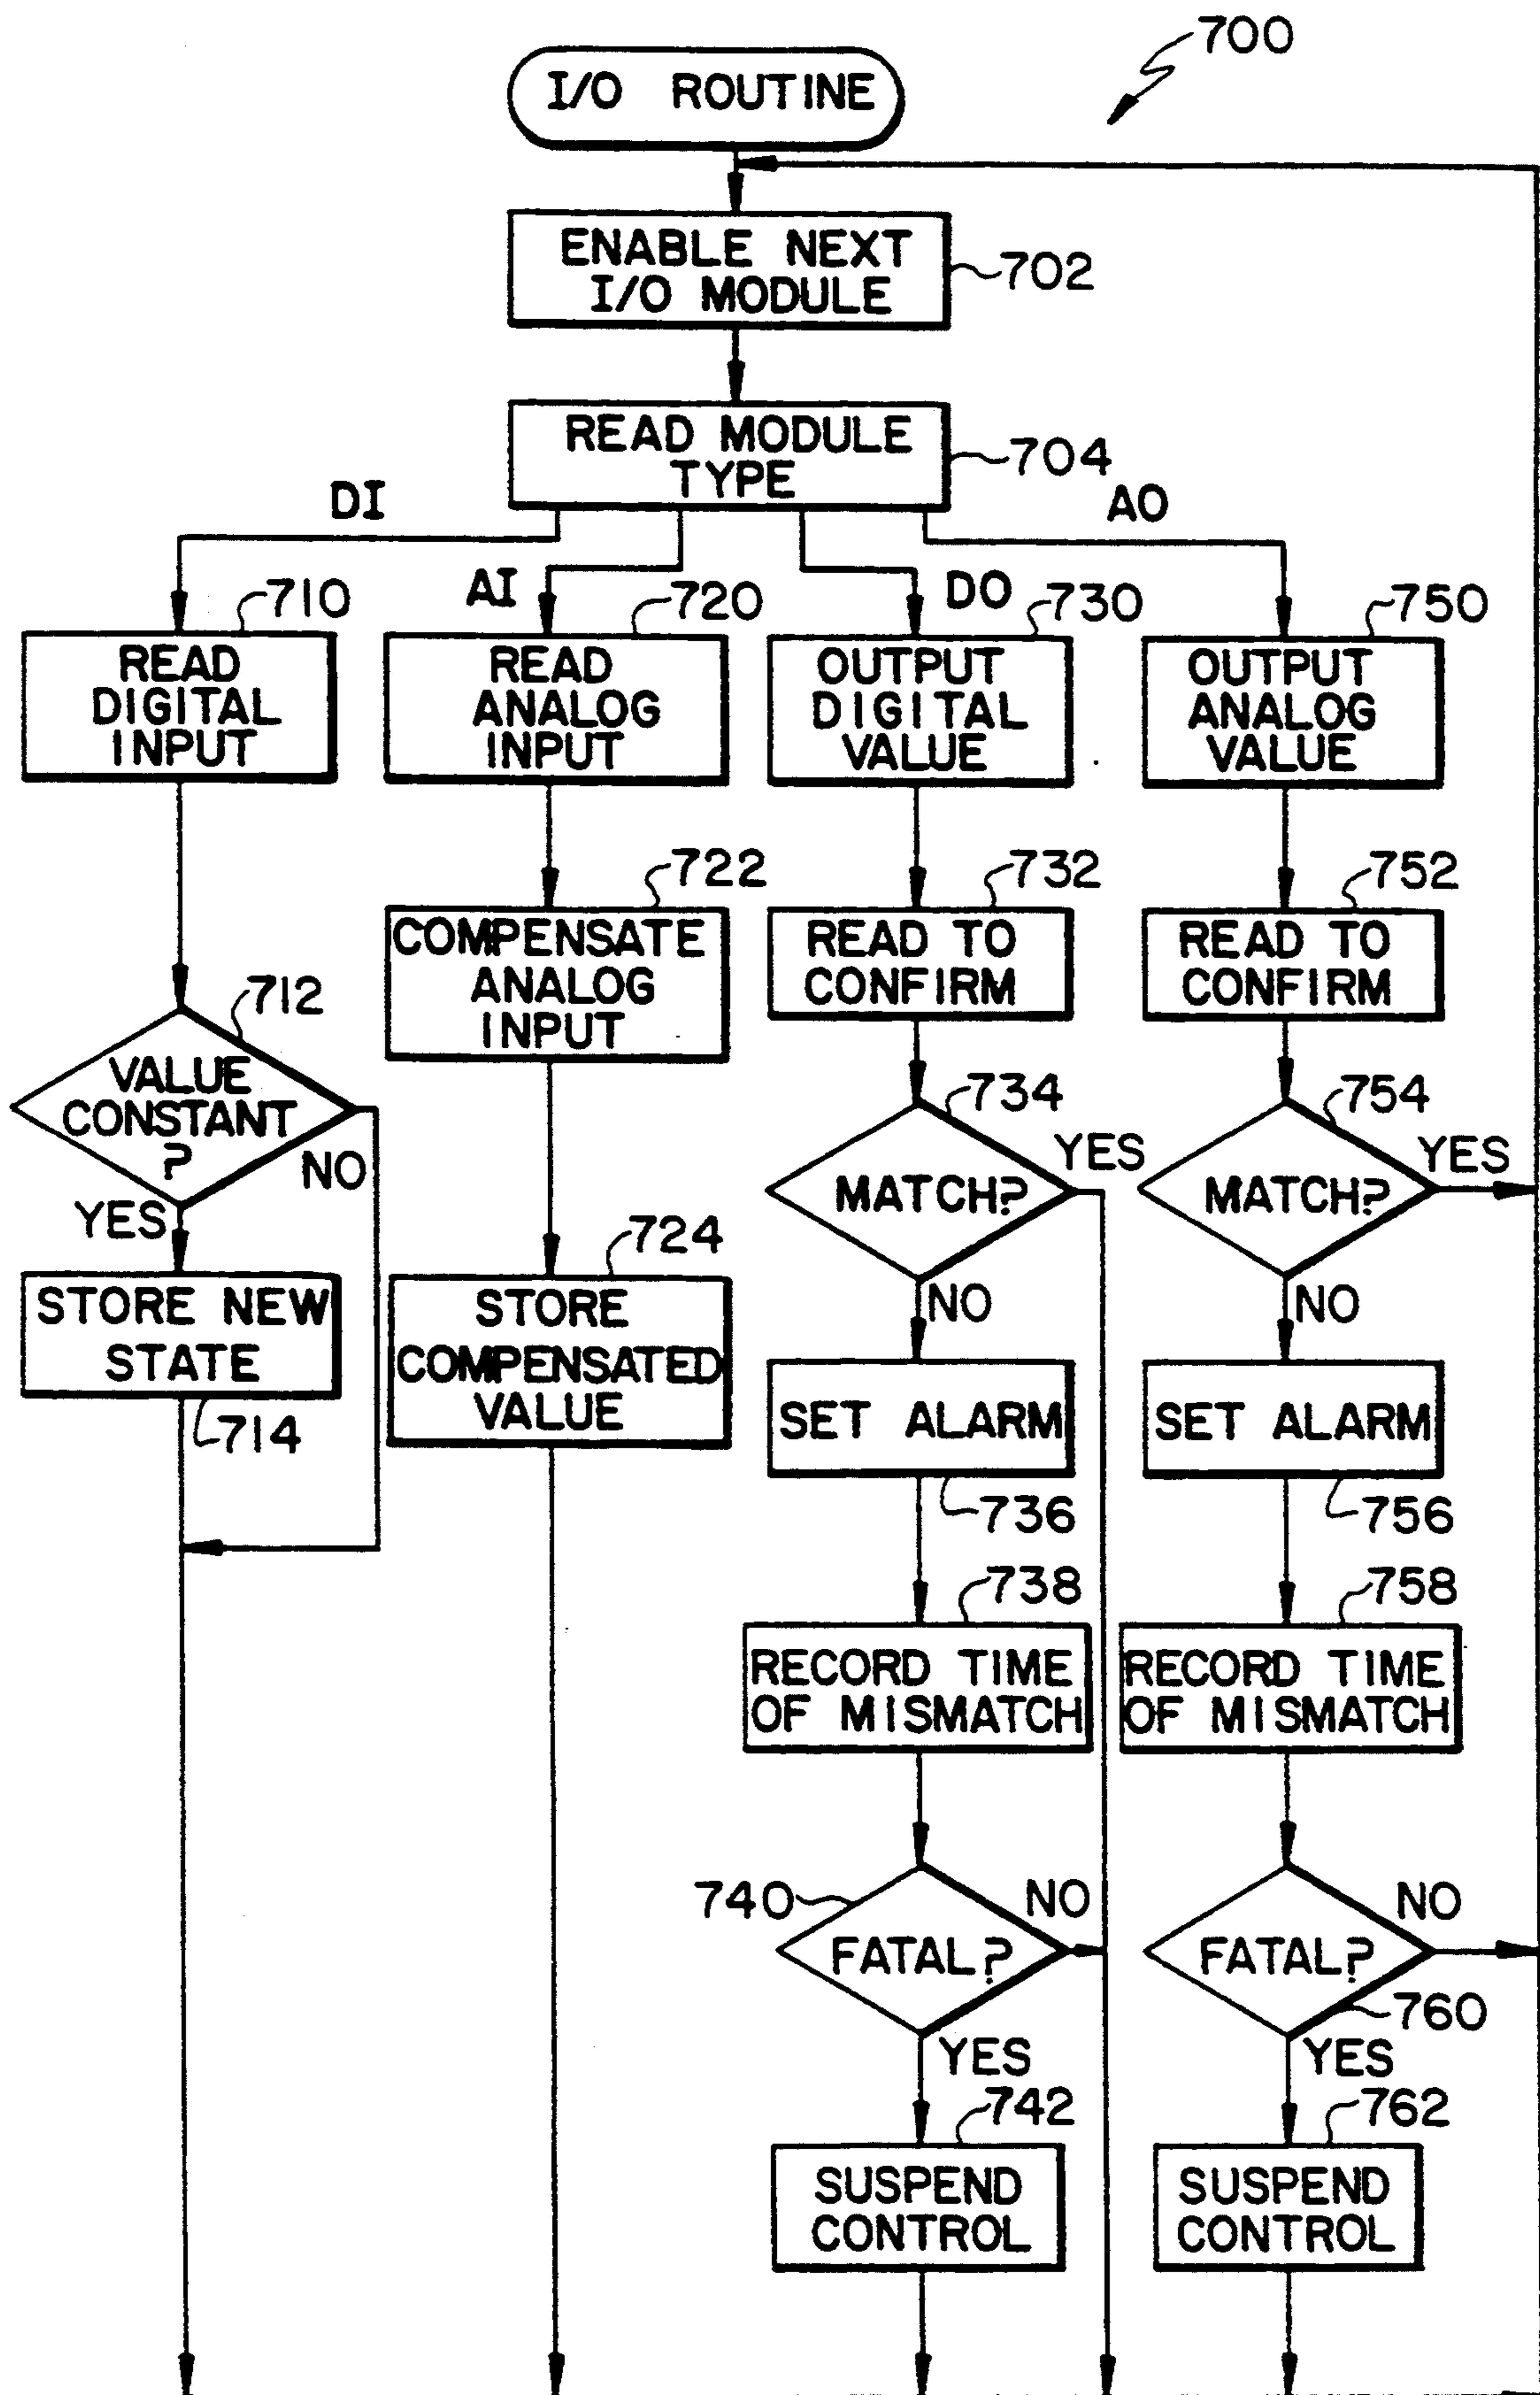 700
I/O ROUTINE
ENABLE NEXT
I/O MODULE
702
READ MODULE
TYPE
704
DI
AI
DO
AO
710
READ
DIGITAL
INPUT
720
READ
ANALOG
INPUT
730
OUTPUT
DIGITAL
VALUE
750
OUTPUT
ANALOG
VALUE
712
VALUE
CONSTANT
?
NO
YES
722
COMPENSATE
ANALOG
INPUT
732
READ TO
CONFIRM
752
READ TO
CONFIRM
734
MATCH?
YES
NO
754
MATCH?
YES
NO
STORE NEW
STATE
714
724
STORE
COMPENSATED
VALUE
SET ALARM
736
SET ALARM
756
738
RECORD TIME
OF MISMATCH
758
RECORD TIME
OF MISMATCH
740
FATAL?
NO
YES
FATAL?
NO
760
YES
742
SUSPEND
CONTROL
762
SUSPEND
CONTROL